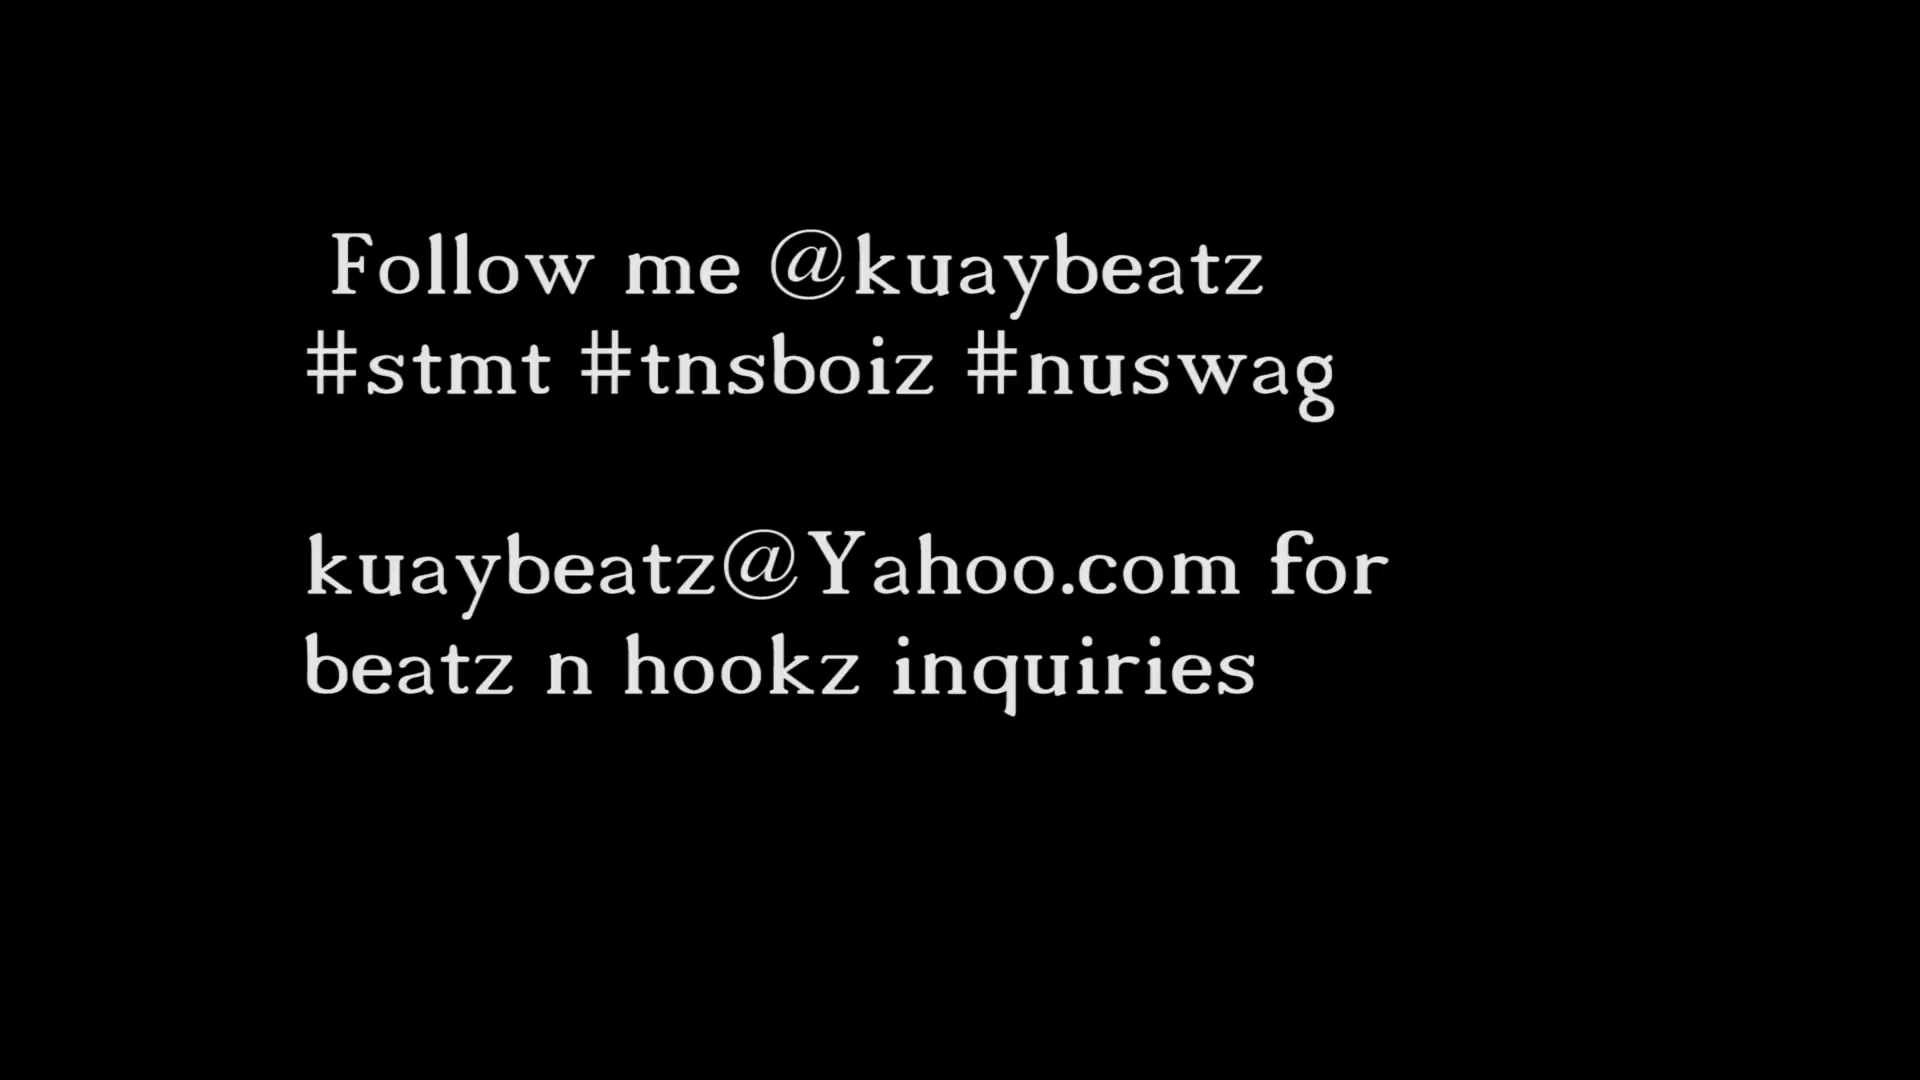 Follow me @kuaybeatz
#stmt #tnsboiz #nuswag
kuaybeatz@Yahoo.com for
beatz n hookz inquiries